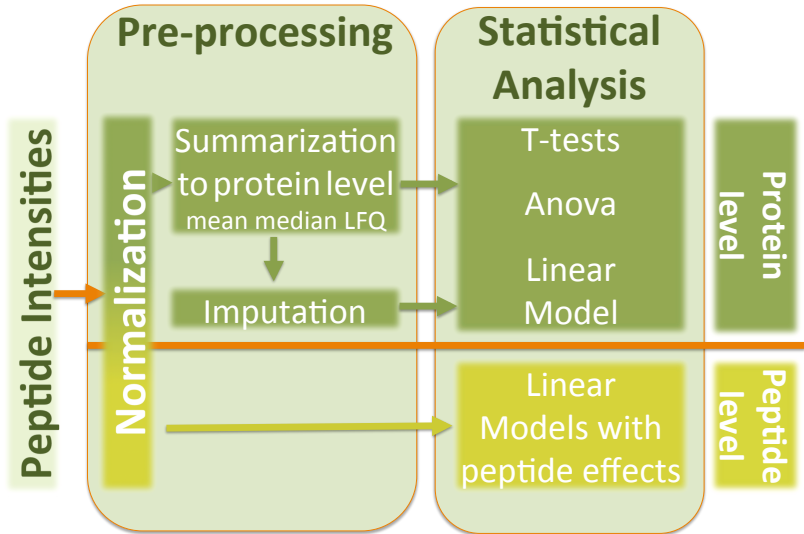 Pre-processing
Statistical
Analysis
Peptide Intensities
Normalization
Summarization
to protein level
mean median LFQ
Imputation
T-tests
Anova
Linear
Model
Protein
level
Linear
Models with
peptide effects
Peptide
level